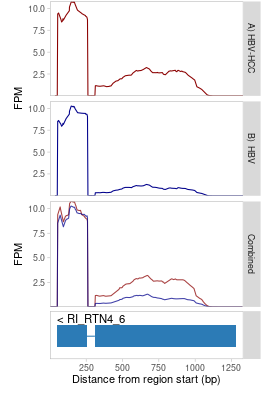 10.0
7.5
5.0
2.5
A) HBV-HCC
FPM
10.0
7.5
5.0
2.5
B) HBV
10.0
7.5
5.0
2.5
Combined
FPM
< RI_RTN4_6
250 500 750 1000 1250
Distance from region start (bp)